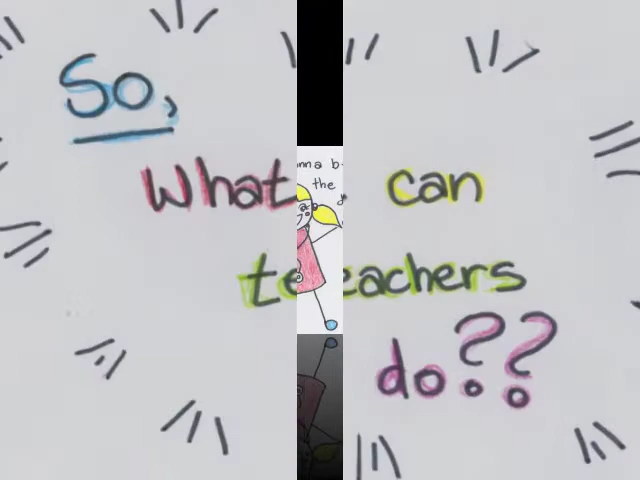 So,
What can
teachers
do??
the